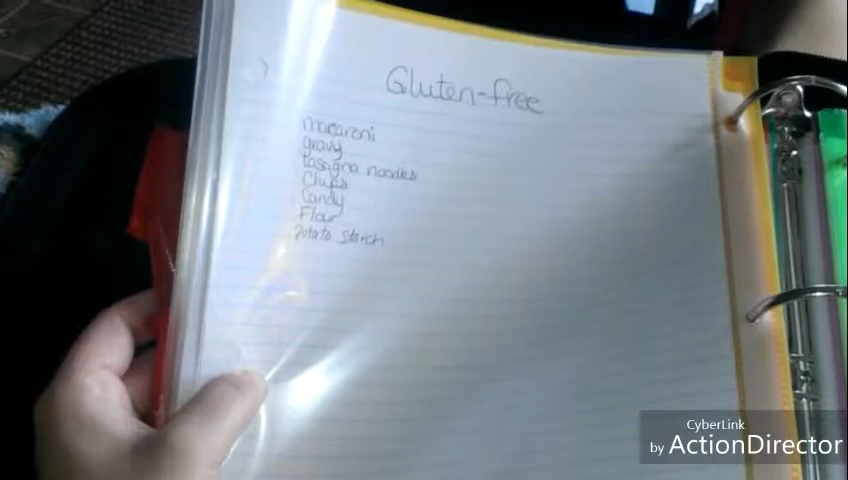 Gluten-free
macaroni
gravy
lasagna noodles
Chips
Candy
Flour
Potato starch
CyberLink
by ActionDirector